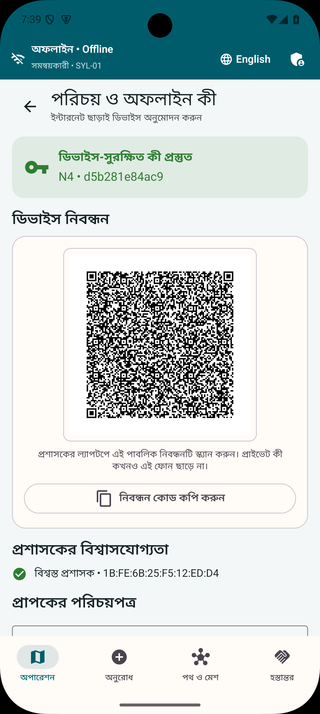 7:39
অফলাইন • Offline
সমন্বয়কারী • SYL-01
English
পরিচয় ও অফলাইন কী
ইন্টারনেট ছাড়াই ডিভাইস অনুমোদন করুন
ডিভাইস-সুরক্ষিত কী প্রস্তুত
N4 • d5b281e84ac9
ডিভাইস নিবন্ধন
প্রশাসকের ল্যাপটপে এই পাবলিক নিবন্ধনটি স্ক্যান করুন। প্রাইভেট কী
কখনও এই ফোন ছাড়ে না।
নিবন্ধন কোড কপি করুন
প্রশাসকের বিশ্বাসযোগ্যতা
বিশ্বস্ত প্রশাসক • 1B:FE:6B:25:F5:12:ED:D4
প্রাপকের পরিচয়পত্র
অপারেশন
অনুরোধ
পথ ও মেশ
হস্তান্তর